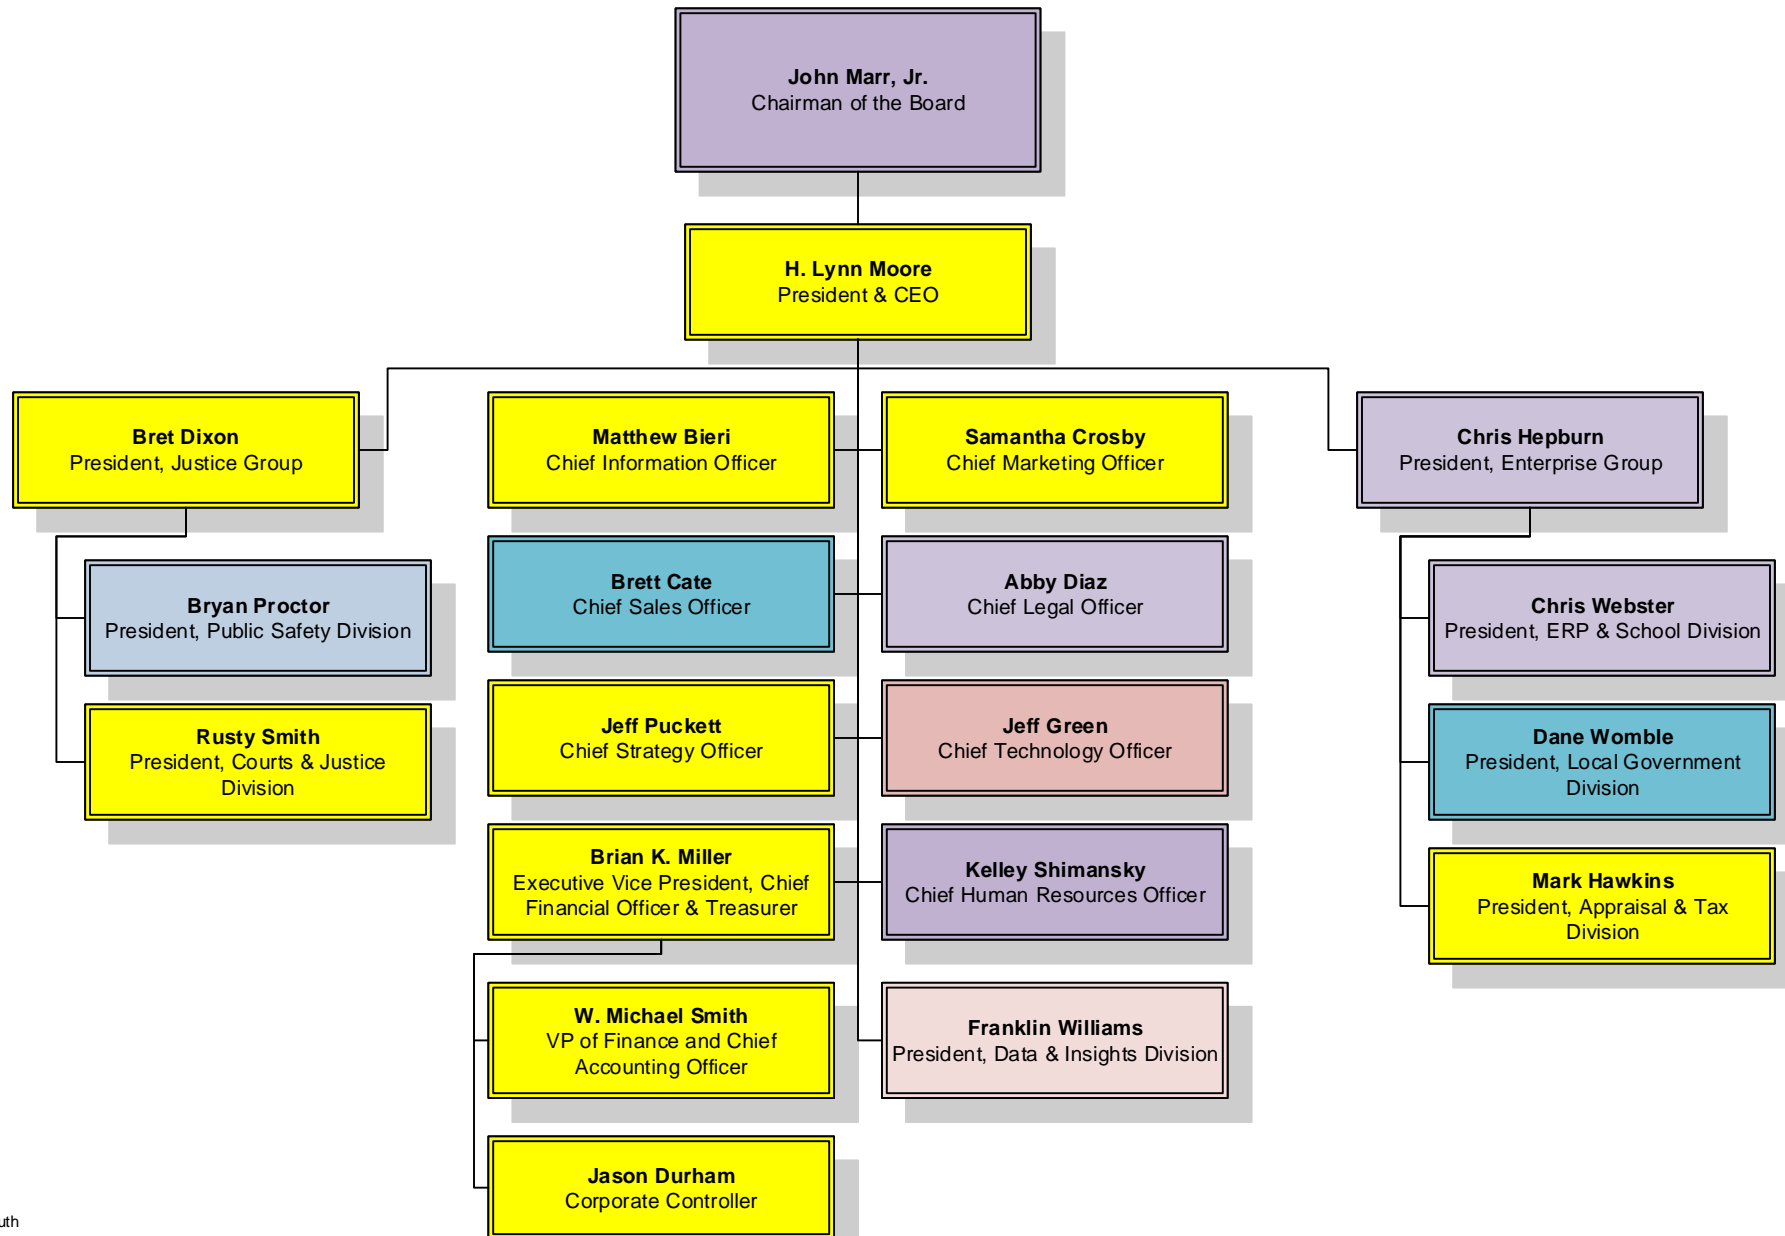 John Marr, Jr.
Chairman of the Board
H. Lynn Moore
President & CEO
Bret Dixon
President, Justice Group
Matthew Bieri
Chief Information Officer
Samantha Crosby
Chief Marketing Officer
Chris Hepburn
President, Enterprise Group
Bryan Proctor
President, Public Safety Division
Brett Cate
Chief Sales Officer
Abby Diaz
Chief Legal Officer
Chris Webster
President, ERP & School Division
Rusty Smith
President, Courts & Justice
Division
Jeff Puckett
Chief Strategy Officer
Jeff Green
Chief Technology Officer
Dane Womble
President, Local Government
Division
Brian K. Miller
Executive Vice President, Chief
Financial Officer & Treasurer
Kelley Shimansky
Chief Human Resources Officer
Mark Hawkins
President, Appraisal & Tax
Division
W. Michael Smith
VP of Finance and Chief
Accounting Officer
Franklin Williams
President, Data & Insights Division
Jason Durham
Corporate Controller